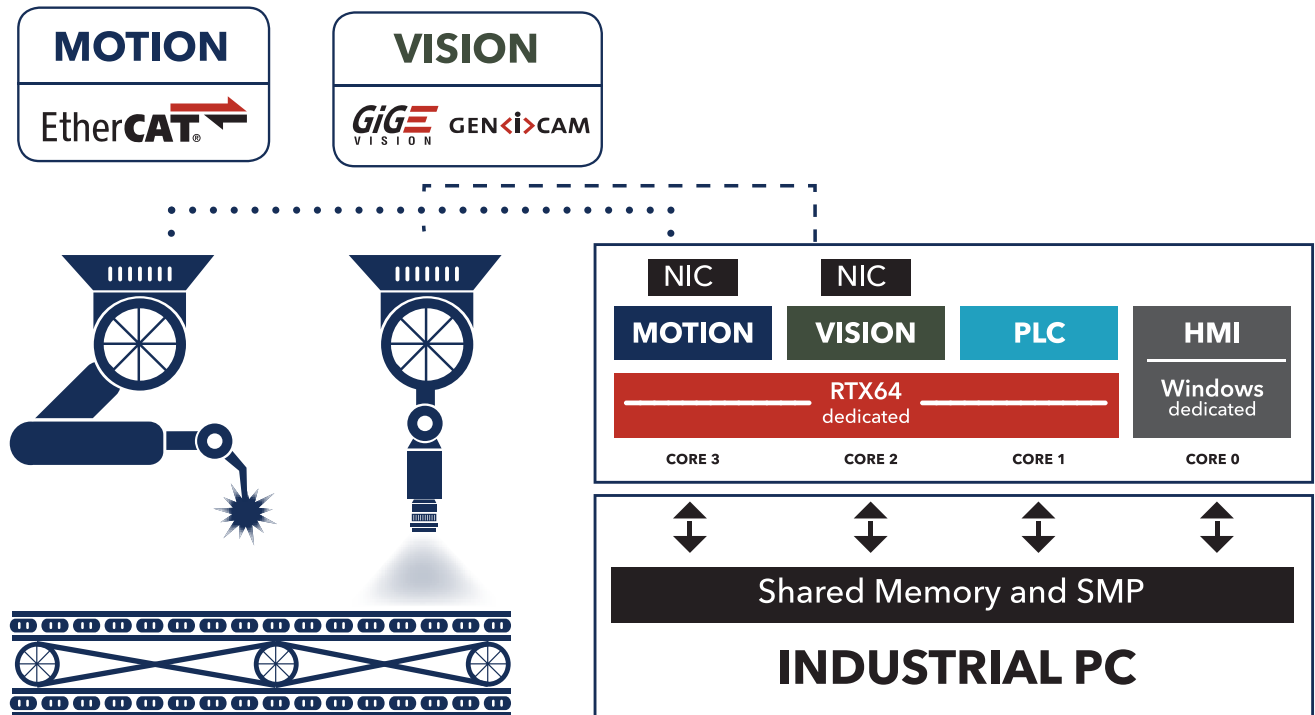 MOTION
EtherCAT®
VISION
GiGE
VISION
GEN<i>CAM
NIC
NIC
MOTION
VISION
PLC
HMI
RTX64
dedicated
Windows
dedicated
CORE 3
CORE 2
CORE 1
CORE 0
Shared Memory and SMP
INDUSTRIAL PC